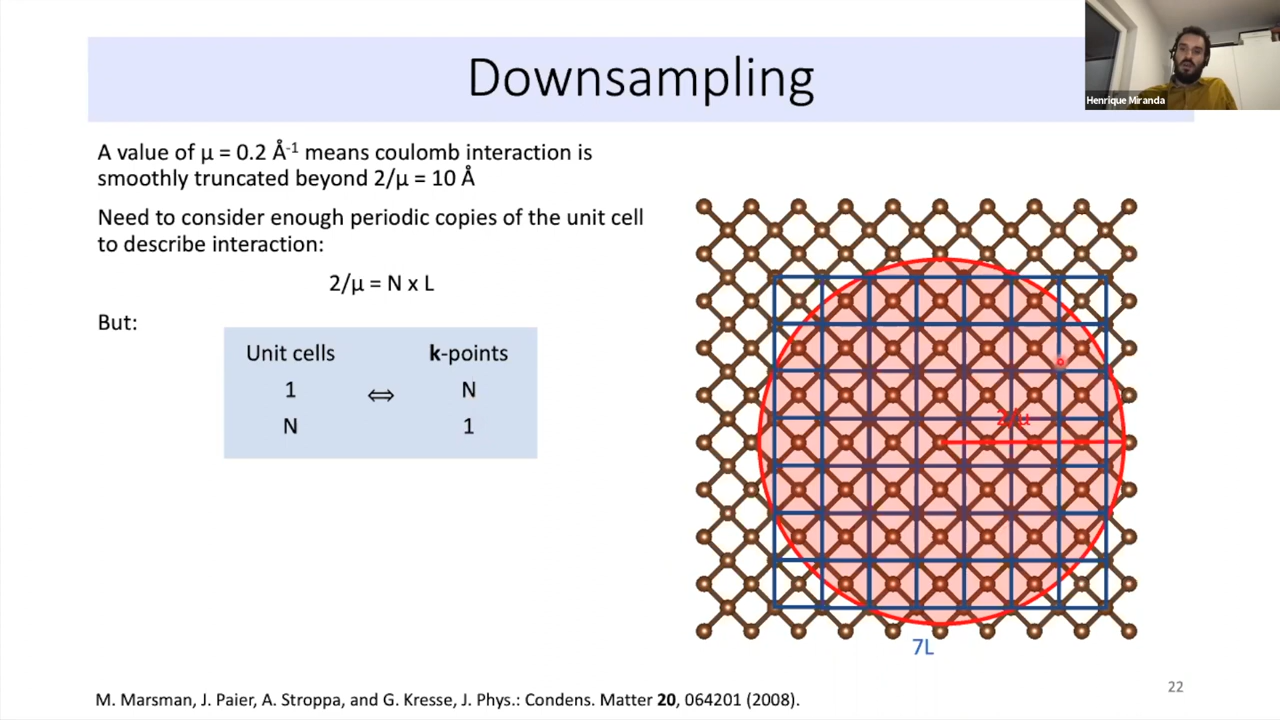 Downsampling
Henrique Miranda
A value of μ = 0.2 Å⁻¹ means coulomb interaction is
smoothly truncated beyond 2/μ = 10 Å
Need to consider enough periodic copies of the unit cell
to describe interaction:
2/μ = N x L
But:
Unit cells k-points
1 ⇔ N
N 1
2/μ
7L
22
M. Marsman, J. Paier, A. Stroppa, and G. Kresse, J. Phys.: Condens. Matter 20, 064201 (2008).